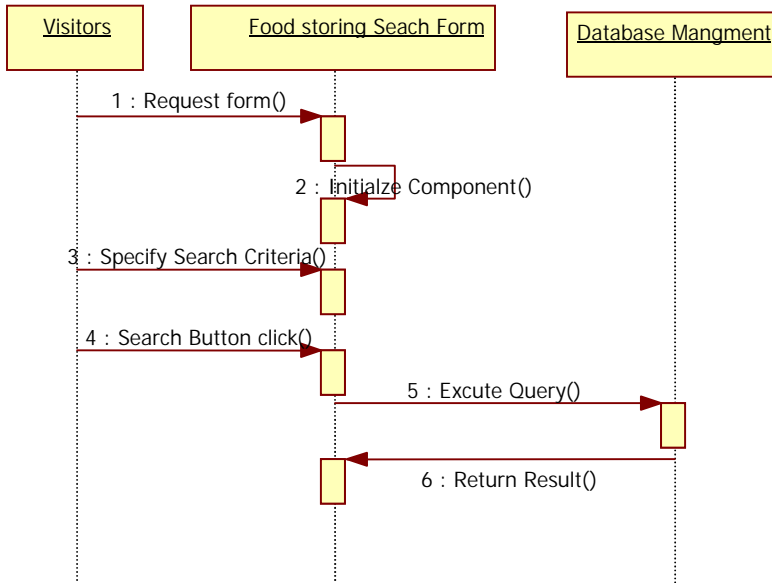 Visitors
Food storing Seach Form
Database Mangment
1 : Request form()
2 : Initialze Component()
3 : Specify Search Criteria()
4 : Search Button click()
5 : Excute Query()
6 : Return Result()